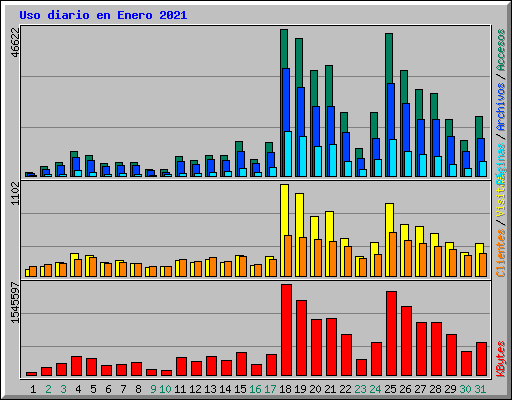 Uso diario en Enero 2021
46622
1102
1545597
Clientes / Visitas
Páginas / Archivos / Accesos
KBytes
1 2 3 4 5 6 7 8 9 10 11 12 13 14 15 16 17 18 19 20 21 22 23 24 25 26 27 28 29 30 31